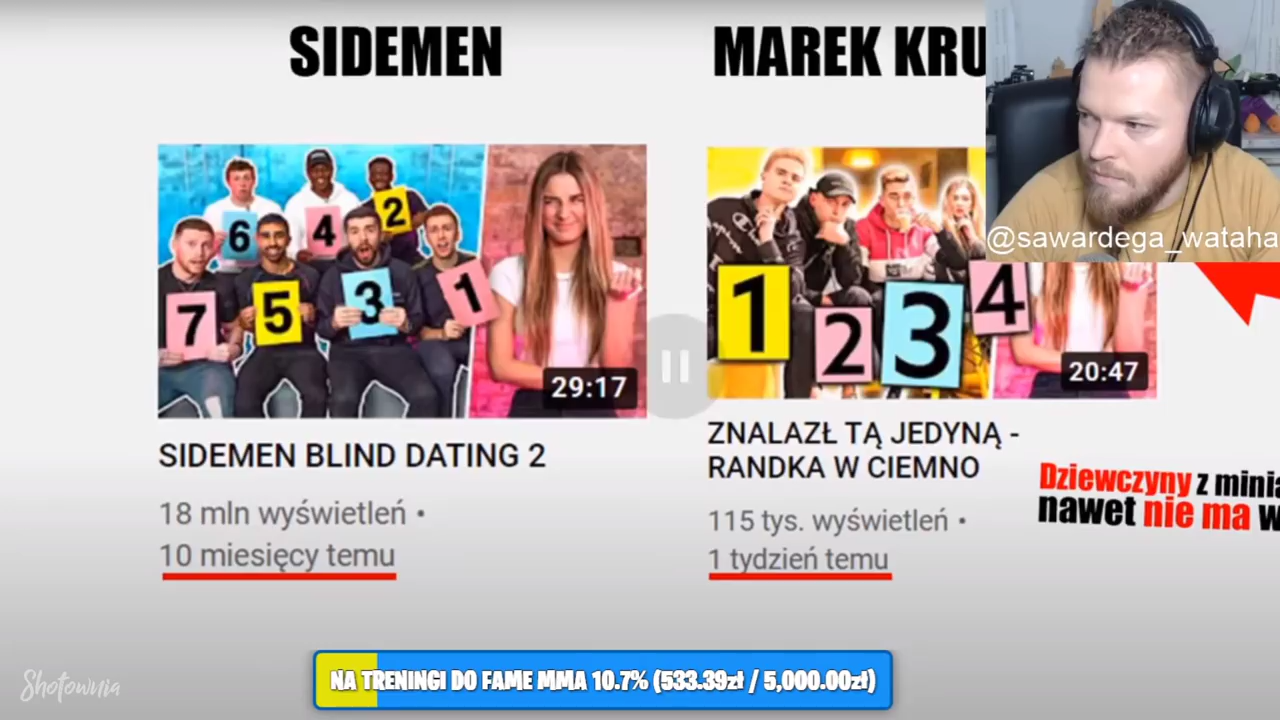 SIDEMEN
MAREK KRU
@sawardega_wataha
6
4
2
7
5
3
1
29:17
1
2
3
4
20:47
SIDEMEN BLIND DATING 2
18 mln wyświetleń •
10 miesięcy temu
ZNALAZŁ TĄ JEDYNĄ -
RANDKA W CIEMNO
115 tys. wyświetleń •
1 tydzień temu
Dziewczyny z minia
nawet nie ma w
Shotownia
NA TRENINGI DO FAME MMA 10.7% (533.39zł / 5,000.00zł)